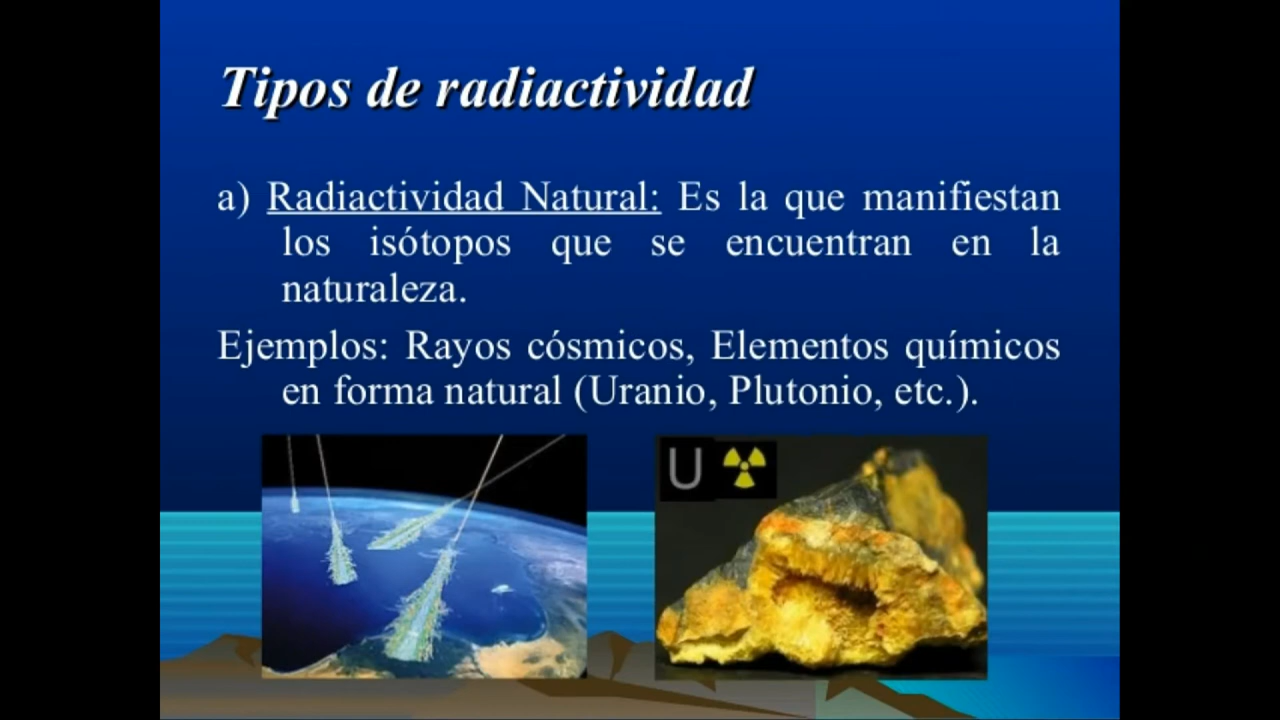 Tipos de radiactividad
a) Radiactividad Natural: Es la que manifiestan
los isótopos que se encuentran en la
naturaleza.
Ejemplos: Rayos cósmicos, Elementos químicos
en forma natural (Uranio, Plutonio, etc.).
U